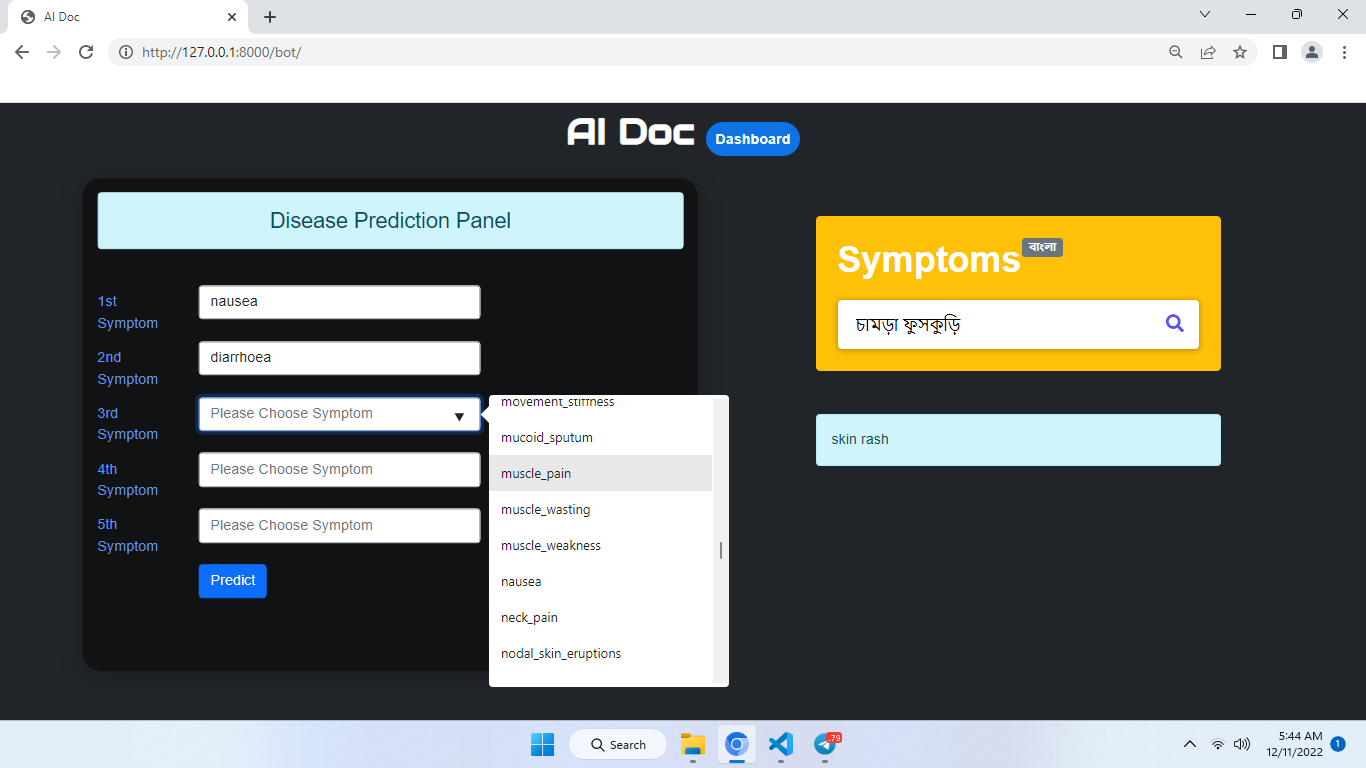 AI Doc
http://127.0.0.1:8000/bot/
AI Doc
Dashboard
Disease Prediction Panel
1st
Symptom
nausea
2nd
Symptom
diarrhoea
3rd
Symptom
Please Choose Symptom
4th
Symptom
Please Choose Symptom
5th
Symptom
Please Choose Symptom
Predict
movement_stiffness
mucoid_sputum
muscle_pain
muscle_wasting
muscle_weakness
nausea
neck_pain
nodal_skin_eruptions
Symptoms বাংলা
চামড়া ফুসকুড়ি
skin rash
Search
..79
5:44 AM
12/11/2022
1